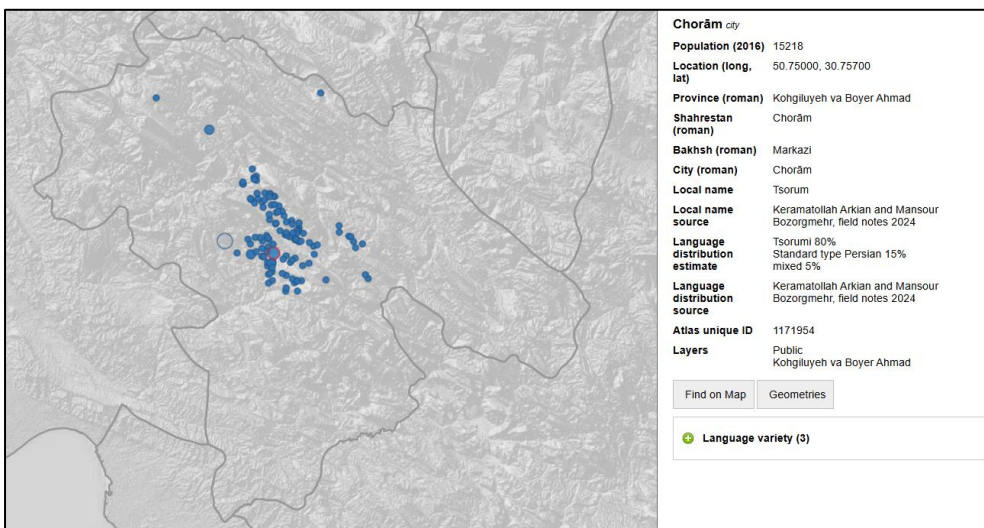 Chorām city
Population (2016) 15218
Location (long, lat) 50.75000, 30.75700
Province (roman) Kohgiluyeh va Boyer Ahmad
Shahrestan (roman) Chorām
Bakhsh (roman) Markazi
City (roman) Chorām
Local name Tsorum
Local name source Keramatollah Arkian and Mansour Bozorgmehr, field notes 2024
Language distribution estimate Tsorumi 80%
Standard type Persian 15%
mixed 5%
Language distribution source Keramatollah Arkian and Mansour Bozorgmehr, field notes 2024
Atlas unique ID 1171954
Layers Public
Kohgiluyeh va Boyer Ahmad
Find on Map Geometries
Language variety (3)